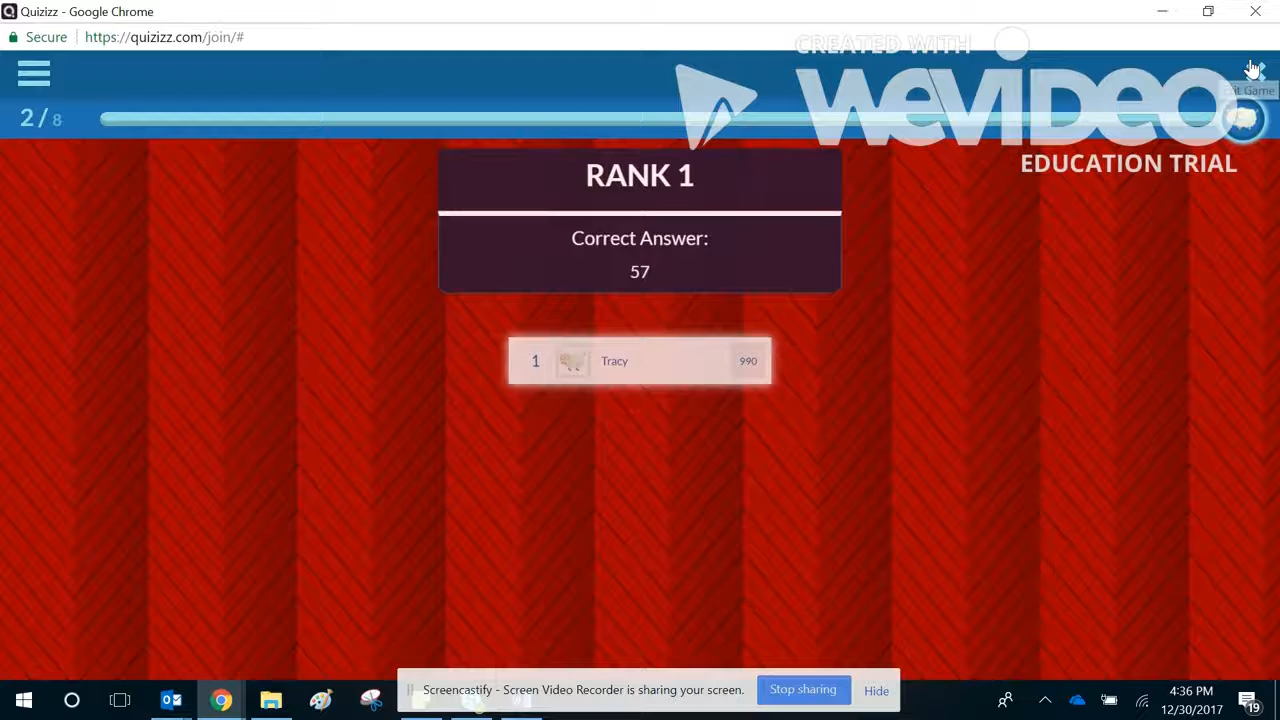 Quizizz - Google Chrome
Secure
https://quizizz.com/join/#
CREATED WITH
WEVIDEO
EDUCATION TRIAL
Exit Game
2 / 8
RANK 1
Correct Answer:
57
1 Tracy 990
Screencastify - Screen Video Recorder is sharing your screen.
Stop sharing
Hide
4:36 PM
12/30/2017
19